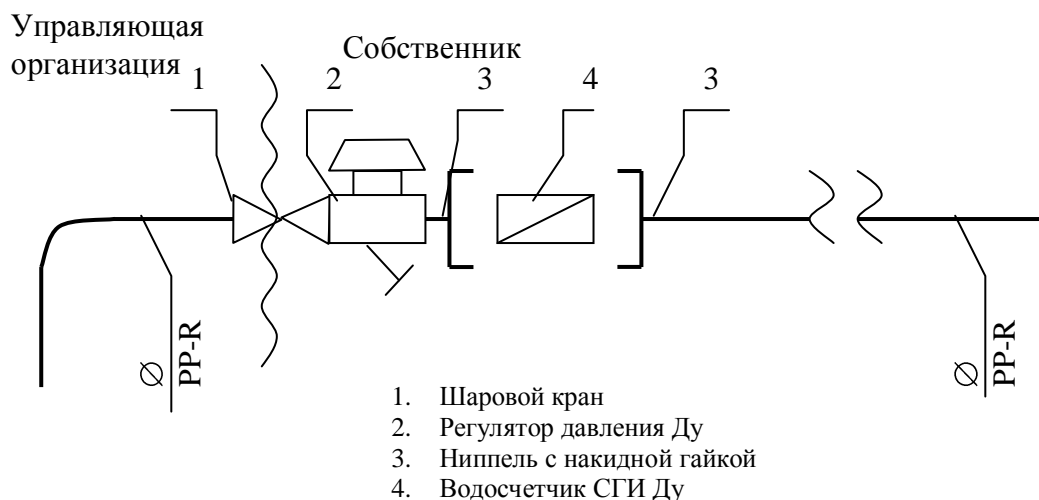 Управляющая
организация
Собственник
1
2
3
4
3
∅ PP-R
∅ PP-R
1. Шаровой кран
2. Регулятор давления Ду
3. Ниппель с накидной гайкой
4. Водосчетчик СГИ Ду